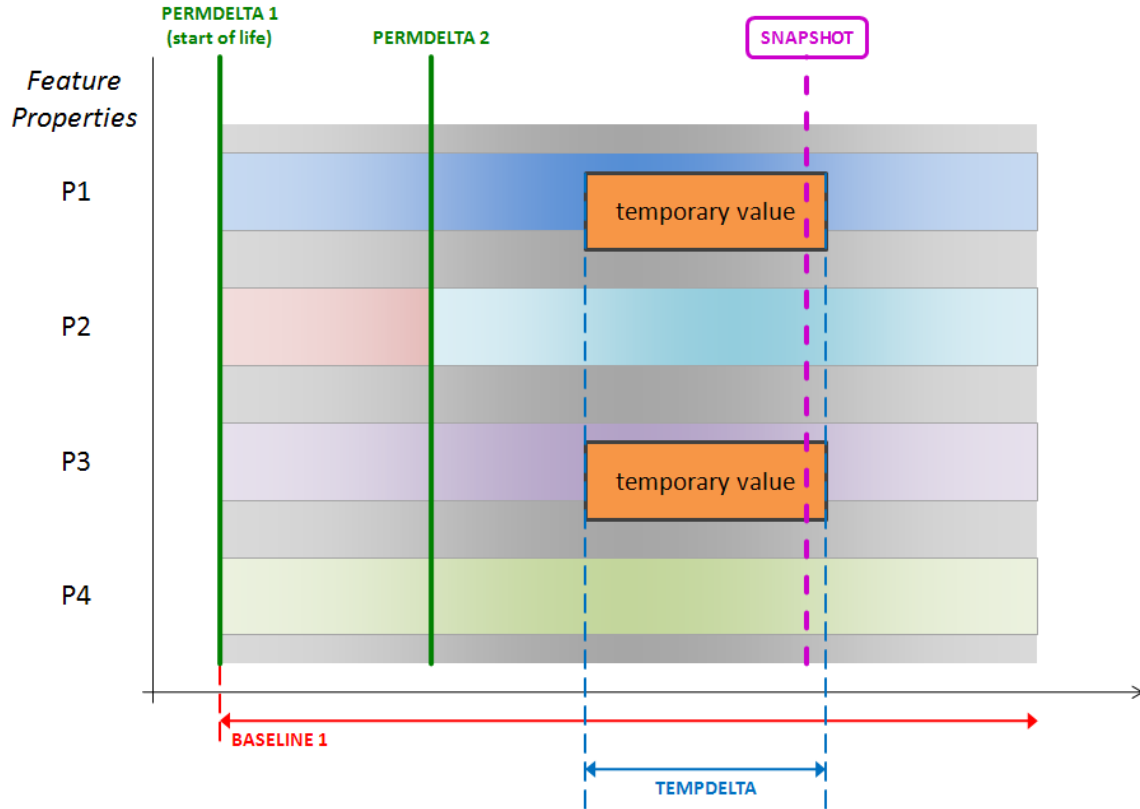 PERMDELTA 1
(start of life)
PERMDELTA 2
SNAPSHOT
Feature
Properties
P1
temporary value
P2
P3
temporary value
P4
BASELINE 1
TEMPDELTA